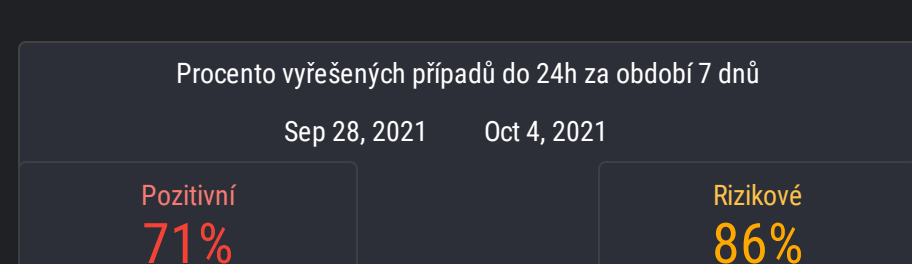 Procento vyřešených případů do 24h za období 7 dnů
Sep 28, 2021 Oct 4, 2021
Pozitivní Rizikové
71% 86%